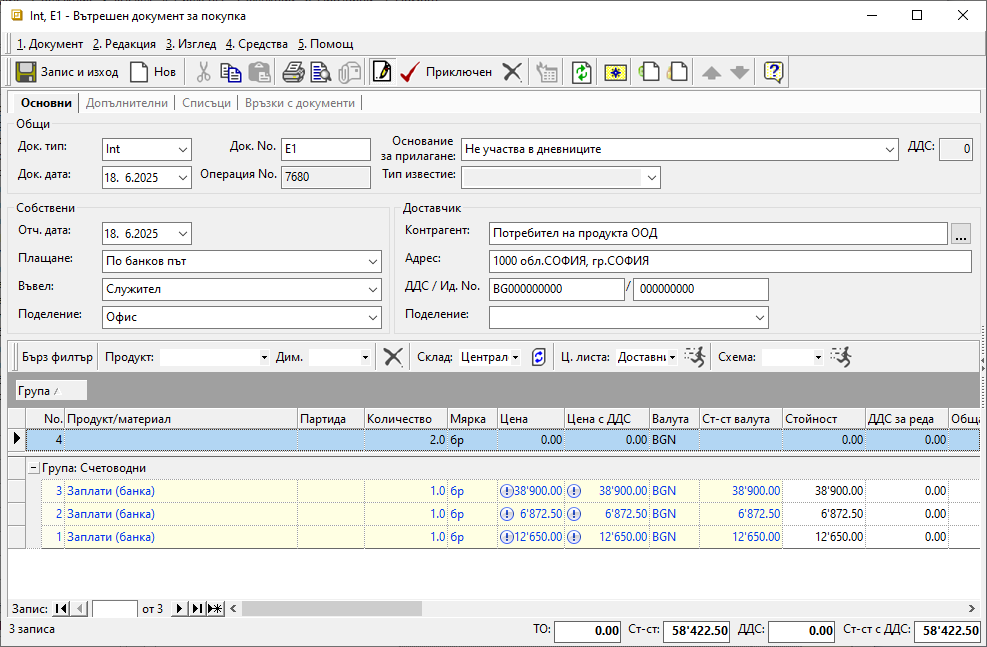 Int, E1 - Вътрешен документ за покупка
1. Документ 2. Редакция 3. Изглед 4. Средства 5. Помощ
Запис и изход Нов Приключен
Основни Допълнителни Списъци Връзки с документи
Общи
Док. тип: Int Док. No. E1 Основание за прилагане: Не участва в дневниците ДДС: 0
Док. дата: 18. 6.2025 Операция No. 7680 Тип известие:
Собствени
Отч. дата: 18. 6.2025
Плащане: По банков път
Въвел: Служител
Поделение: Офис
Доставчик
Контрагент: Потребител на продукта ООД ...
Адрес: 1000 обл.СОФИЯ, гр.СОФИЯ
ДДС / Ид. No. BG000000000 / 000000000
Поделение:
Бърз филтър Продукт: Дим. Склад: Централ Ц. листа: Доставн Схема:
Група
No. Продукт/материал Партида Количество Мярка Цена Цена с ДДС Валута Ст-ст валута Стойност ДДС за реда Обща
4 2.0 бр 0.00 0.00 BGN 0.00 0.00
Група: Счетоводни
3 Заплати (банка) 1.0 бр 38'900.00 38'900.00 BGN 38'900.00 38'900.00 0.00
2 Заплати (банка) 1.0 бр 6'872.50 6'872.50 BGN 6'872.50 6'872.50 0.00
1 Заплати (банка) 1.0 бр 12'650.00 12'650.00 BGN 12'650.00 12'650.00 0.00
Запис: от 3
3 записа ТО: 0.00 Ст-ст: 58'422.50 ДДС: 0.00 Ст-ст с ДДС: 58'422.50